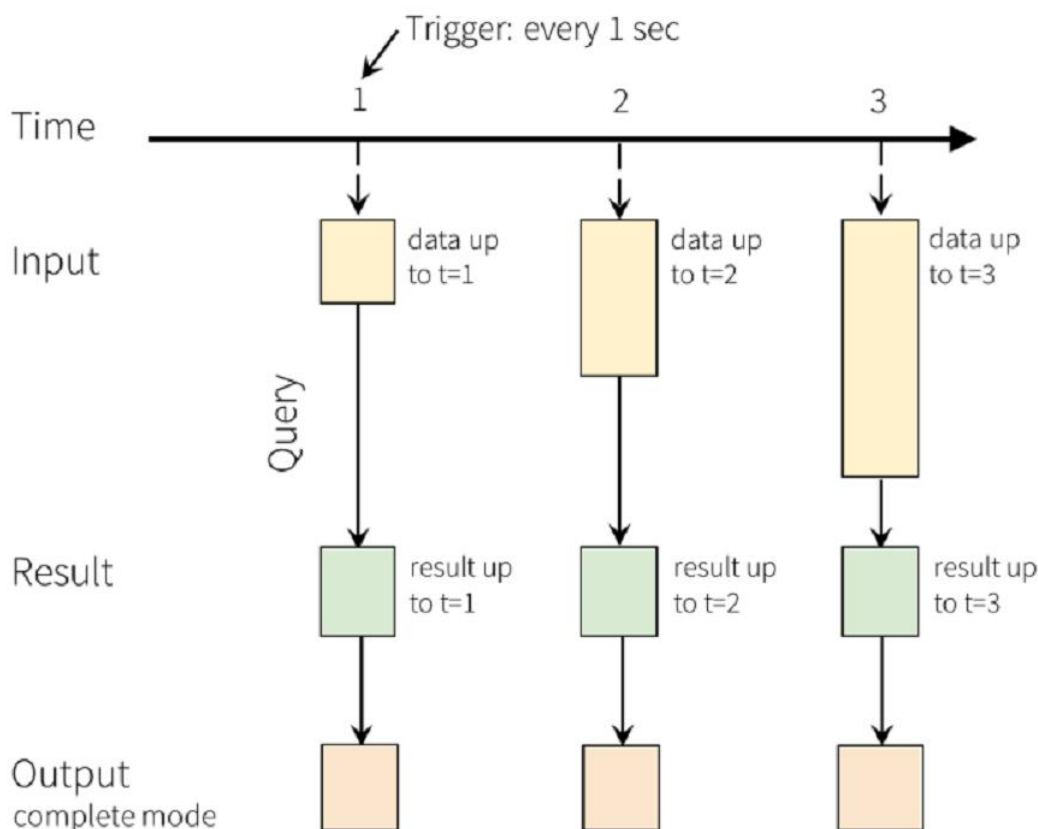 Trigger: every 1 sec
1
2
3
Time
Input
data up
to t=1
data up
to t=2
data up
to t=3
Query
Result
result up
to t=1
result up
to t=2
result up
to t=3
Output
complete mode